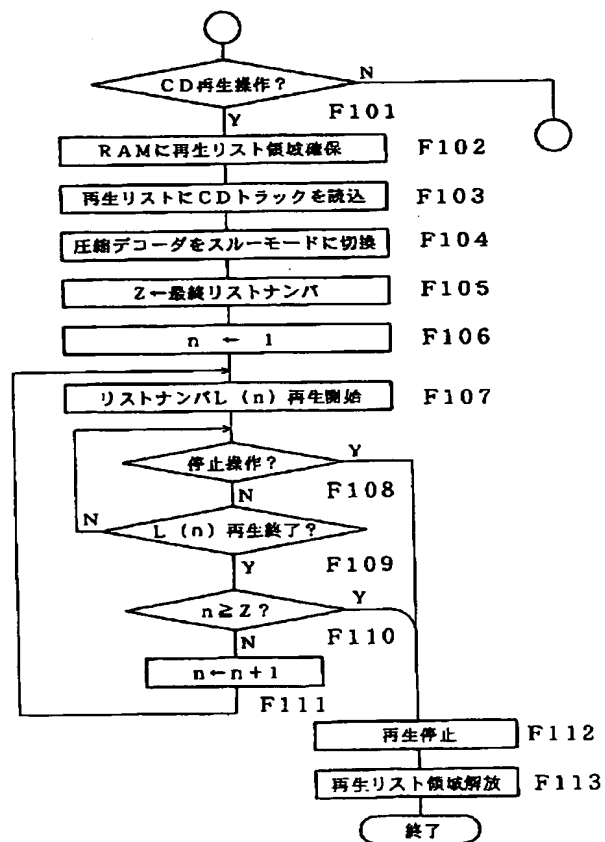 CD再生操作?
N
Y
F101
RAMに再生リスト領域確保 F102
再生リストにCDトラックを読込 F103
圧縮デコーダをスルーモードに切換 F104
Z←最終リストナンバ F105
n ← 1 F106
リストナンバL(n)再生開始 F107
停止操作?
Y
N
F108
L(n)再生終了?
N
Y
F109
n≧Z?
Y
N
F110
n←n+1
F111
再生停止 F112
再生リスト領域解放 F113
終了